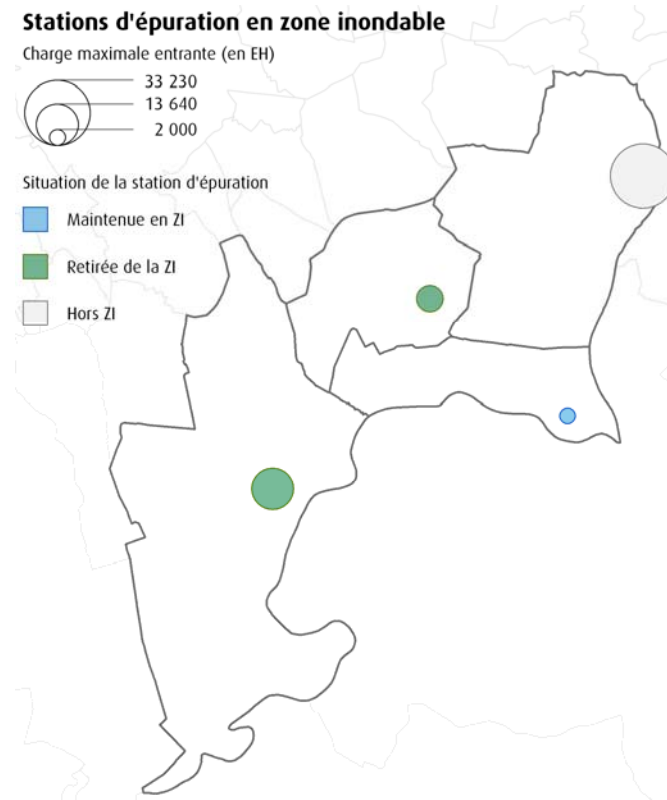 Stations d'épuration en zone inondable
Charge maximale entrante (en EH)
33 230
13 640
2 000
Situation de la station d'épuration
Maintenue en ZI
Retirée de la ZI
Hors ZI